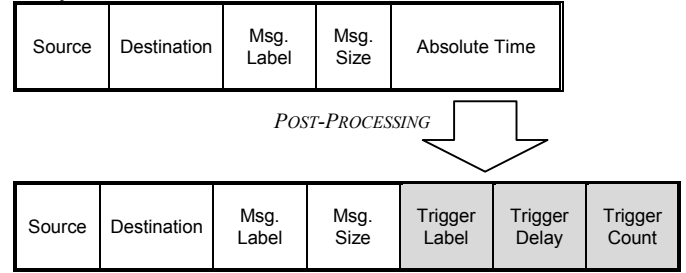 Source Destination Msg. Label Msg. Size Absolute Time
POST-PROCESSING
Source Destination Msg. Label Msg. Size Trigger Label Trigger Delay Trigger Count